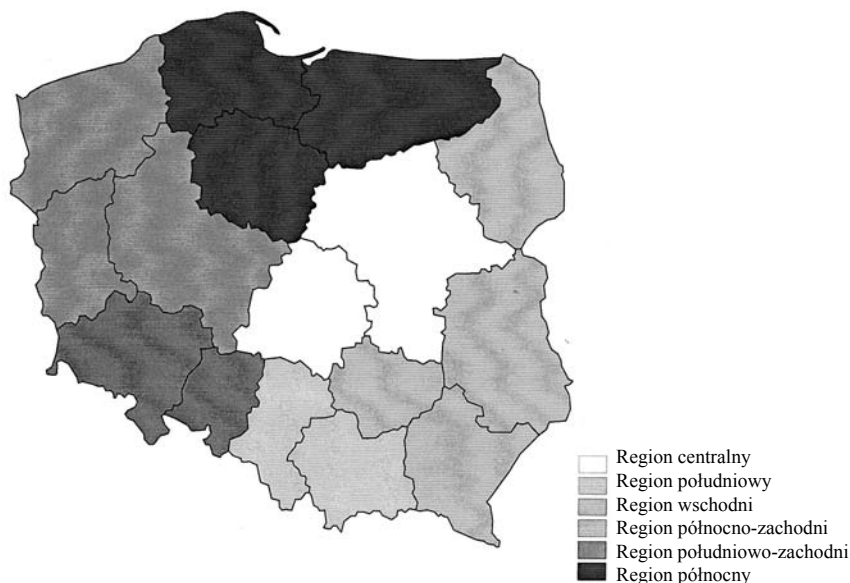 Region centralny
Region południowy
Region wschodni
Region północno-zachodni
Region południowo-zachodni
Region północny